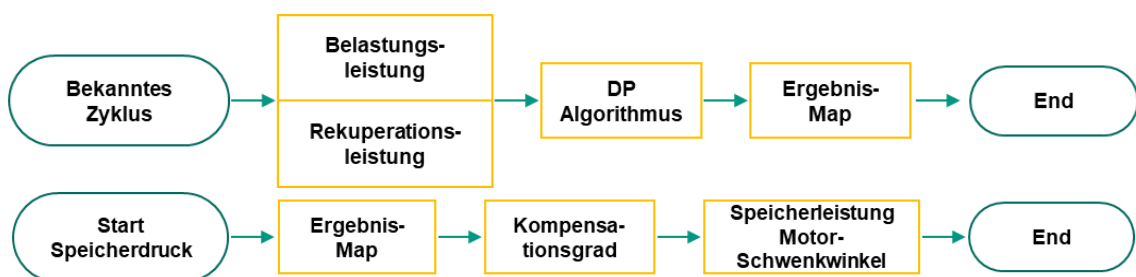 Bekanntes
Zyklus
Belastungs-
leistung
Rekuperations-
leistung
DP
Algorithmus
Ergebnis-
Map
End
Start
Speicherdruck
Ergebnis-
Map
Kompensa-
tionsgrad
Speicherleistung
Motor-
Schwenkwinkel
End